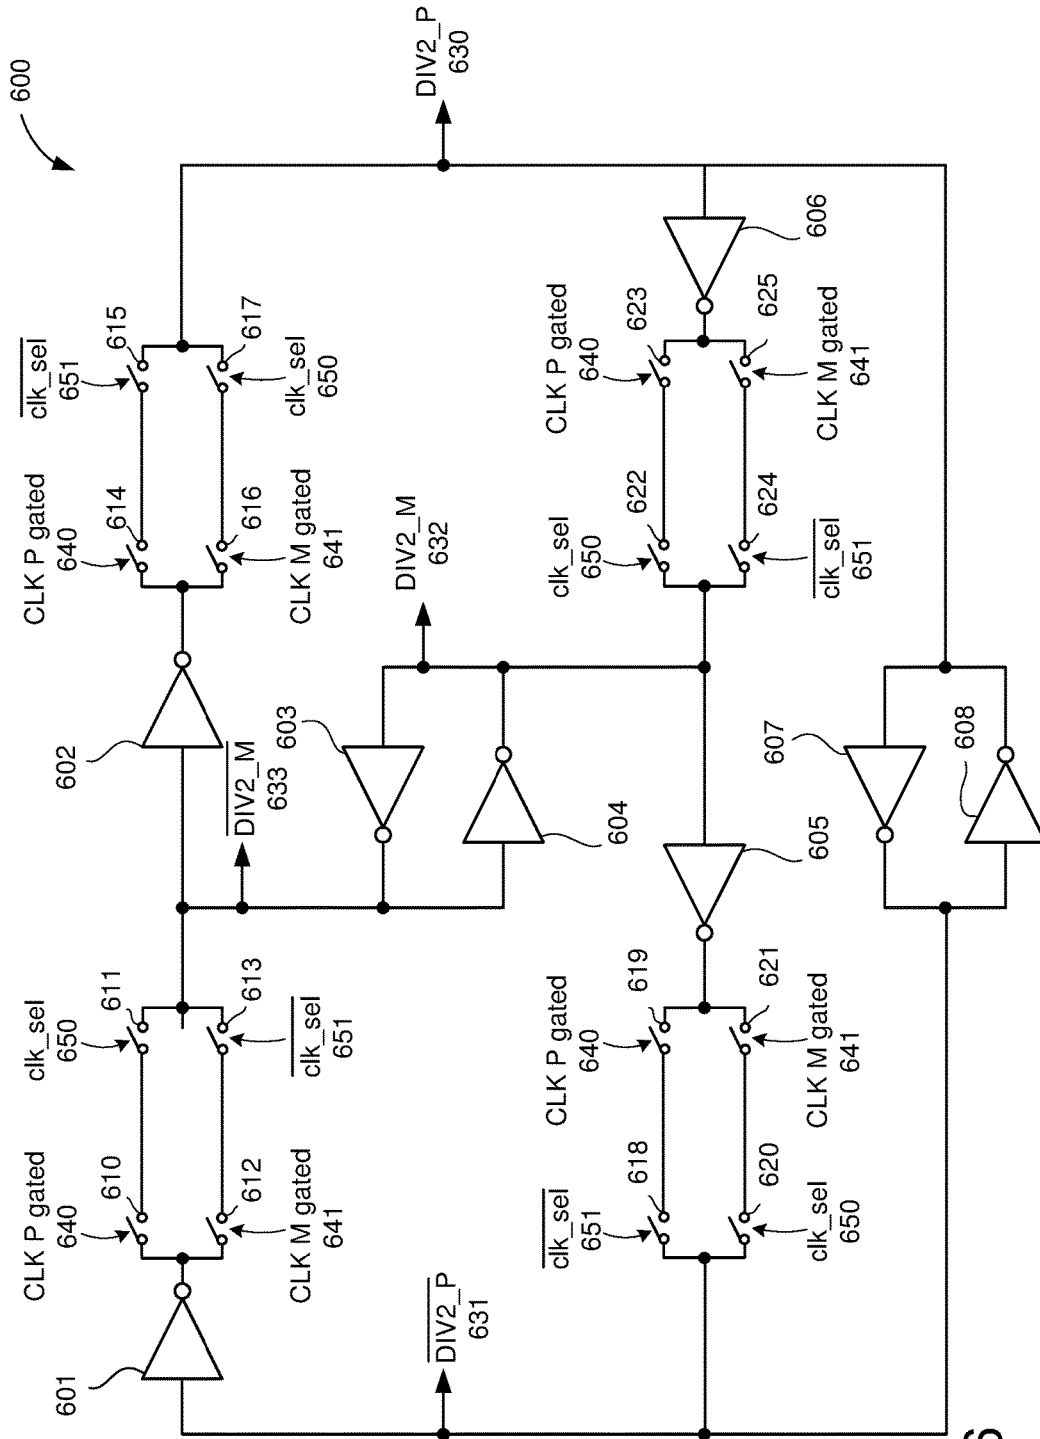 600
DIV2_P
630
clk_sel
651
615
617
clk_sel
650
CLK P gated
640
614
616
CLK M gated
641
602
DIV2_M
633
clk_sel
650
611
613
clk_sel
651
CLK P gated
640
610
612
CLK M gated
641
601
DIV2_M
632
603
604
DIV2_P
631
606
CLK P gated
640
623
625
CLK M gated
641
clk_sel
650
622
624
clk_sel
651
605
CLK P gated
640
619
621
CLK M gated
641
clk_sel
651
618
620
clk_sel
650
607
608